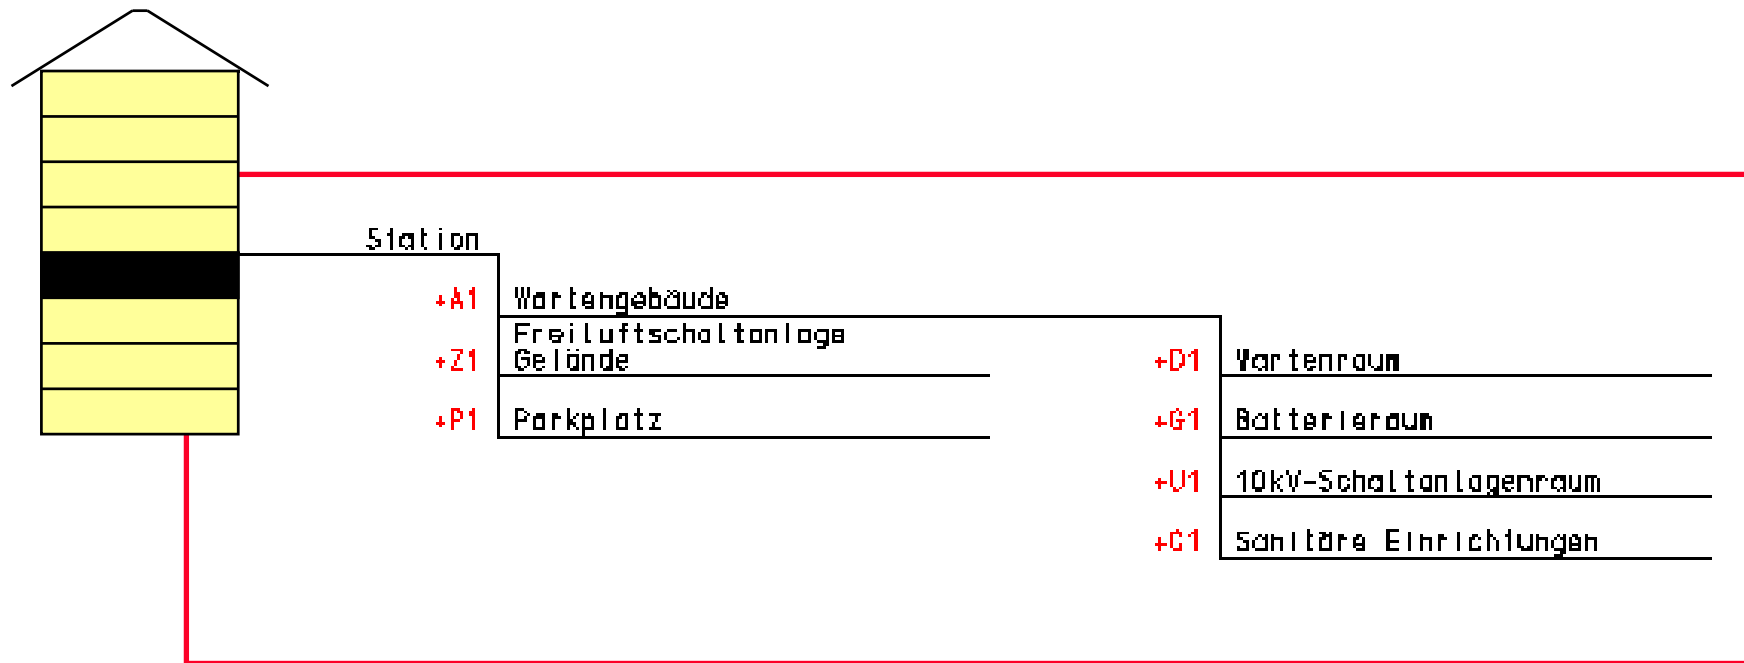 Station
+A1 Wartengebäude
Freiluftschaltanlage
+Z1 Gelände
+D1 Wartenraum
+P1 Parkplatz
+G1 Batterieraum
+U1 10kV-Schaltanlagenraum
+C1 Sanitäre Einrichtungen